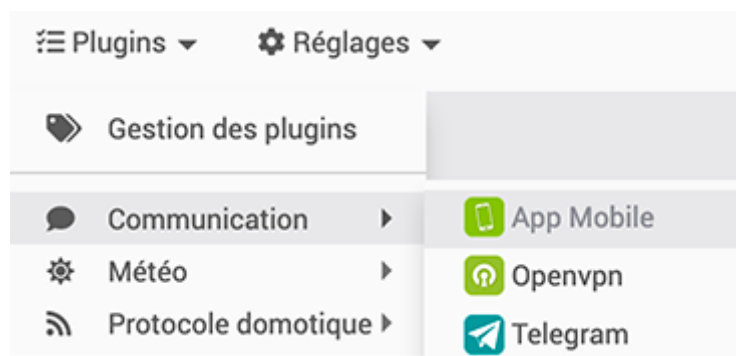 Plugins Réglages
Gestion des plugins
Communication
Météo
Protocole domotique
App Mobile
Openvpn
Telegram